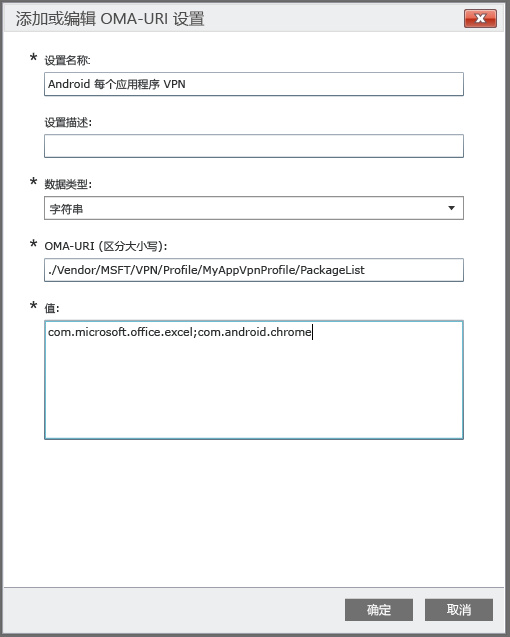 添加或编辑 OMA-URI 设置
* 设置名称:
Android 每个应用程序 VPN
设置描述:
* 数据类型:
字符串
* OMA-URI (区分大小写):
./Vendor/MSFT/VPN/Profile/MyAppVpnProfile/PackageList
* 值:
com.microsoft.office.excel;com.android.chrome
确定 取消